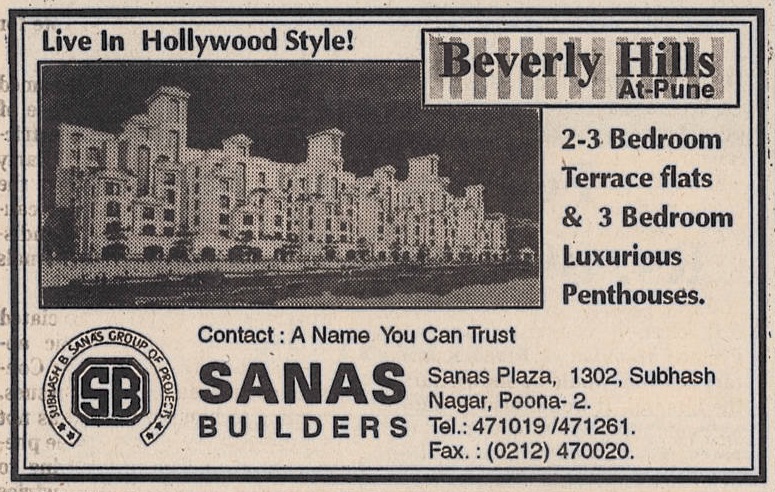 Live In Hollywood Style!
Beverly Hills
At-Pune
2-3 Bedroom
Terrace flats
& 3 Bedroom
Luxurious
Penthouses.
Contact : A Name You Can Trust
SUBHASH B. SANAS GROUP OF PROJECTS
SB
SANAS
BUILDERS
Sanas Plaza, 1302, Subhash
Nagar, Poona- 2.
Tel.: 471019 /471261.
Fax. : (0212) 470020.